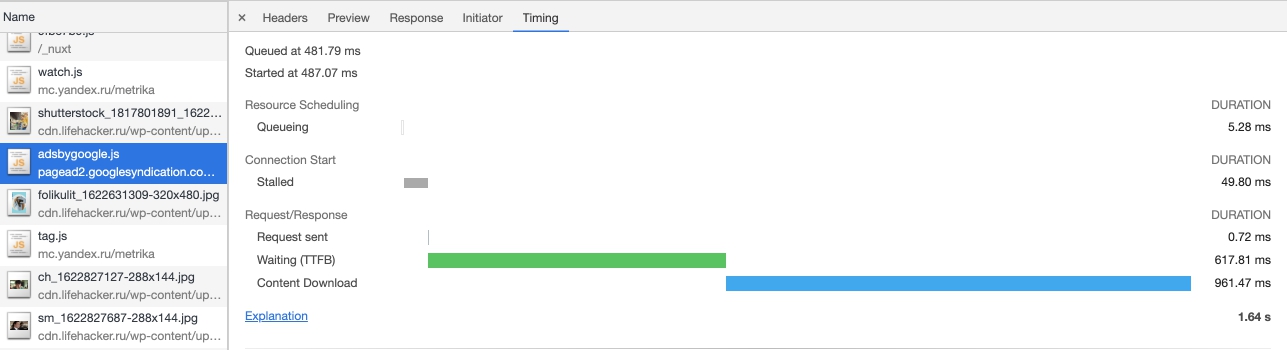 Name
/_nuxt
watch.js
mc.yandex.ru/metrika
shutterstock_1817801891_1622...
cdn.lifehacker.ru/wp-content/up...
adsbygoogle.js
pagead2.googlesyndication.co...
folikulit_1622631309-320x480.jpg
cdn.lifehacker.ru/wp-content/up...
tag.js
mc.yandex.ru/metrika
ch_1622827127-288x144.jpg
cdn.lifehacker.ru/wp-content/up...
sm_1622827687-288x144.jpg
cdn.lifehacker.ru/wp-content/up...
× Headers Preview Response Initiator Timing
Queued at 481.79 ms
Started at 487.07 ms
Resource Scheduling DURATION
Queueing 5.28 ms
Connection Start DURATION
Stalled 49.80 ms
Request/Response DURATION
Request sent 0.72 ms
Waiting (TTFB) 617.81 ms
Content Download 961.47 ms
Explanation 1.64 s